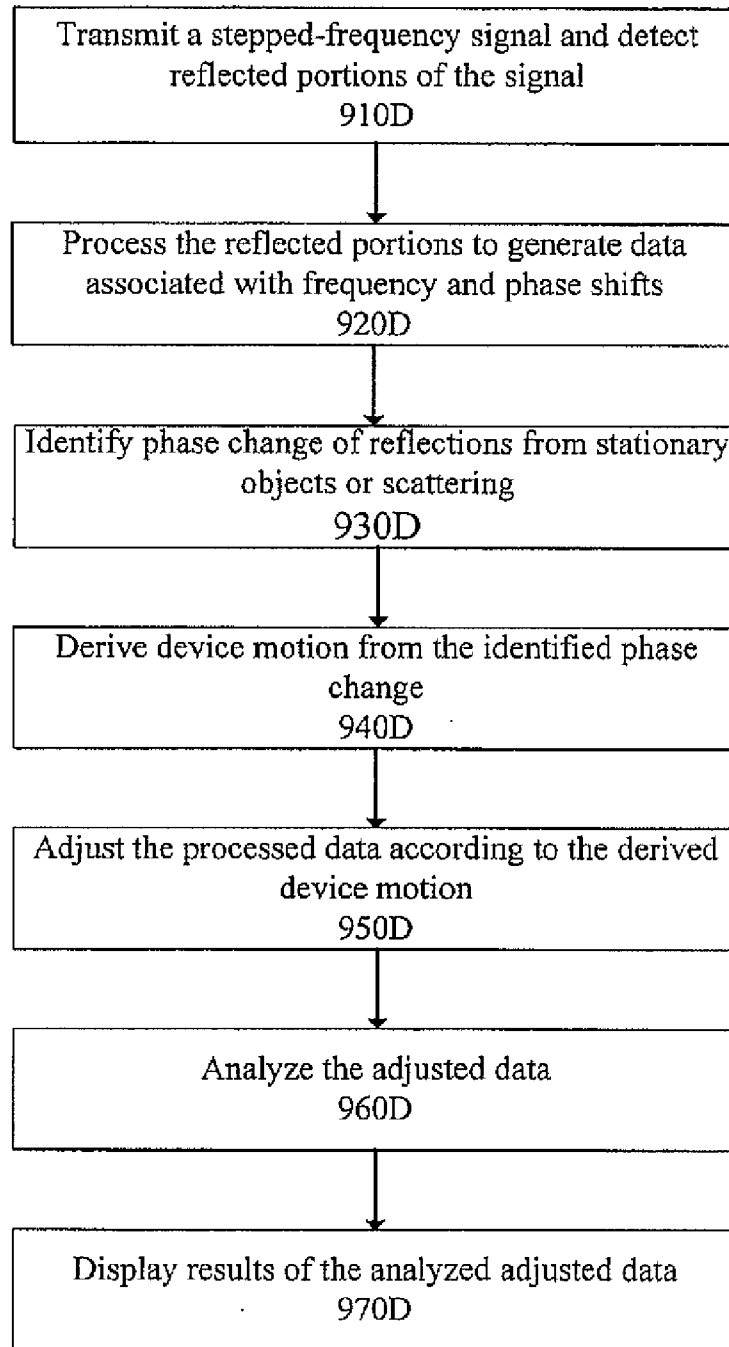 Transmit a stepped-frequency signal and detect
reflected portions of the signal
910D
Process the reflected portions to generate data
associated with frequency and phase shifts
920D
Identify phase change of reflections from stationary
objects or scattering
930D
Derive device motion from the identified phase
change
940D
Adjust the processed data according to the derived
device motion
950D
Analyze the adjusted data
960D
Display results of the analyzed adjusted data
970D